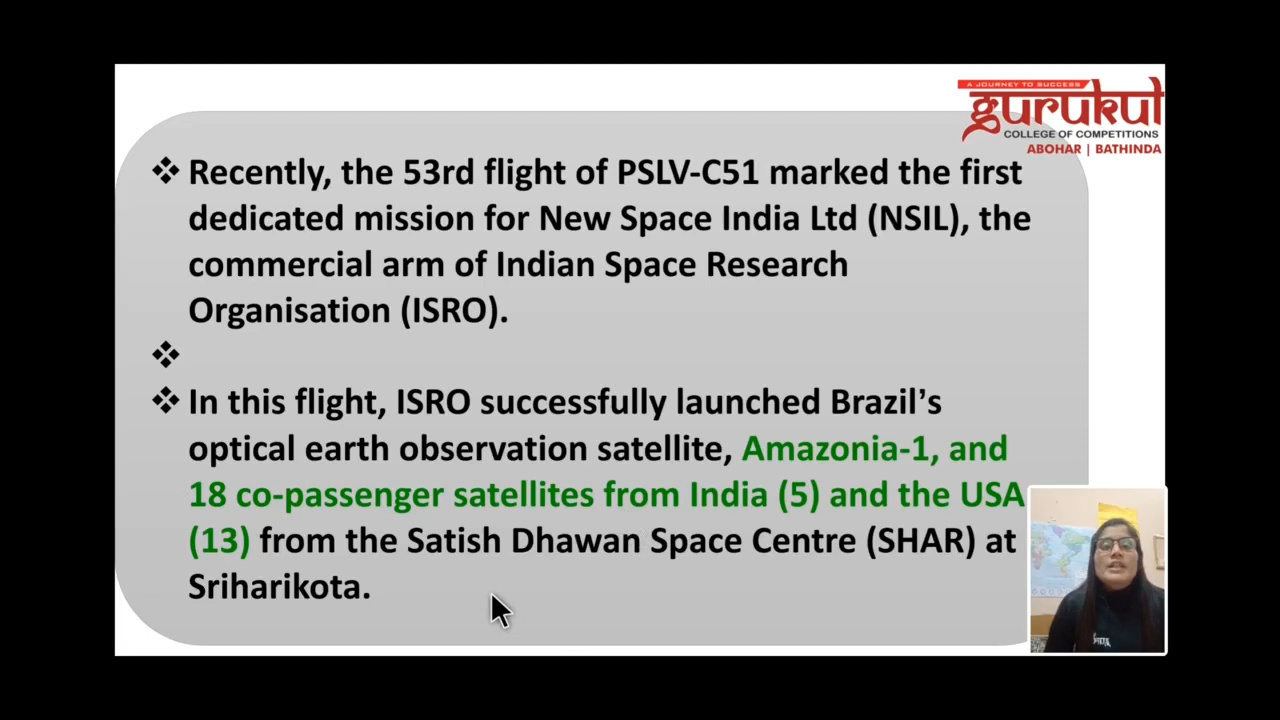 A JOURNEY TO SUCCESS
gurukul
COLLEGE OF COMPETITIONS
ABOHAR | BATHINDA
❖ Recently, the 53rd flight of PSLV-C51 marked the first
dedicated mission for New Space India Ltd (NSIL), the
commercial arm of Indian Space Research
Organisation (ISRO).
❖
❖ In this flight, ISRO successfully launched Brazil’s
optical earth observation satellite, Amazonia-1, and
18 co-passenger satellites from India (5) and the USA
(13) from the Satish Dhawan Space Centre (SHAR) at
Sriharikota.